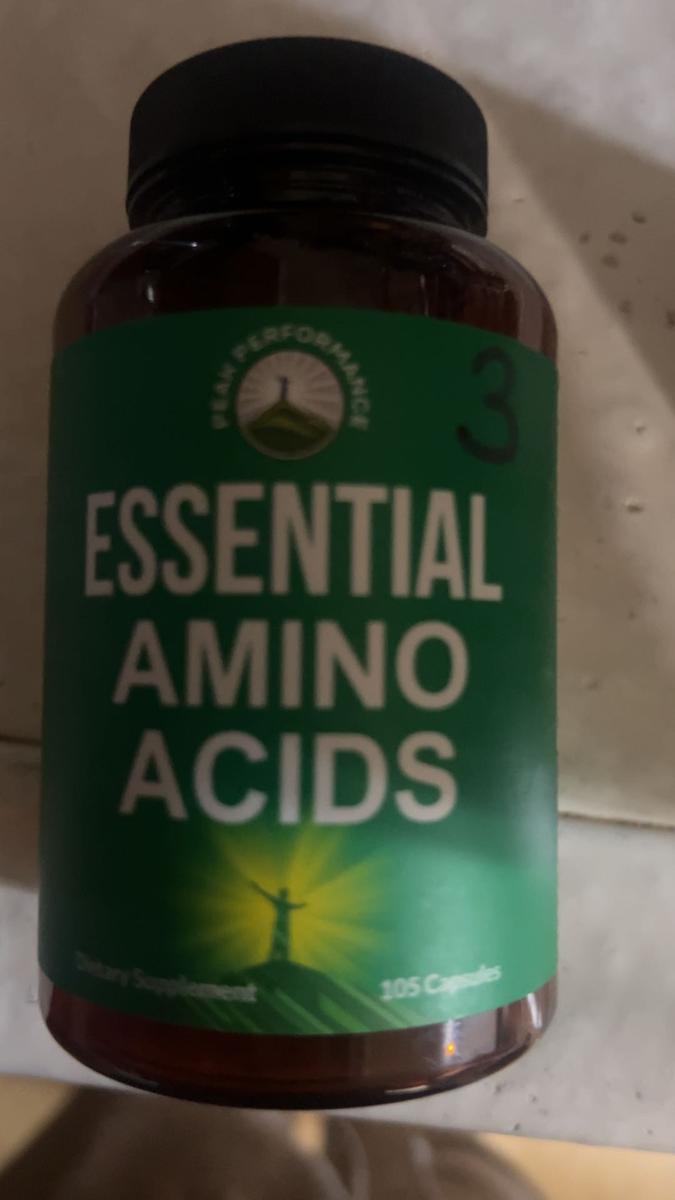 PEAK PERFORMANCE
3
ESSENTIAL
AMINO
ACIDS
Dietary Supplement
105 Capsules